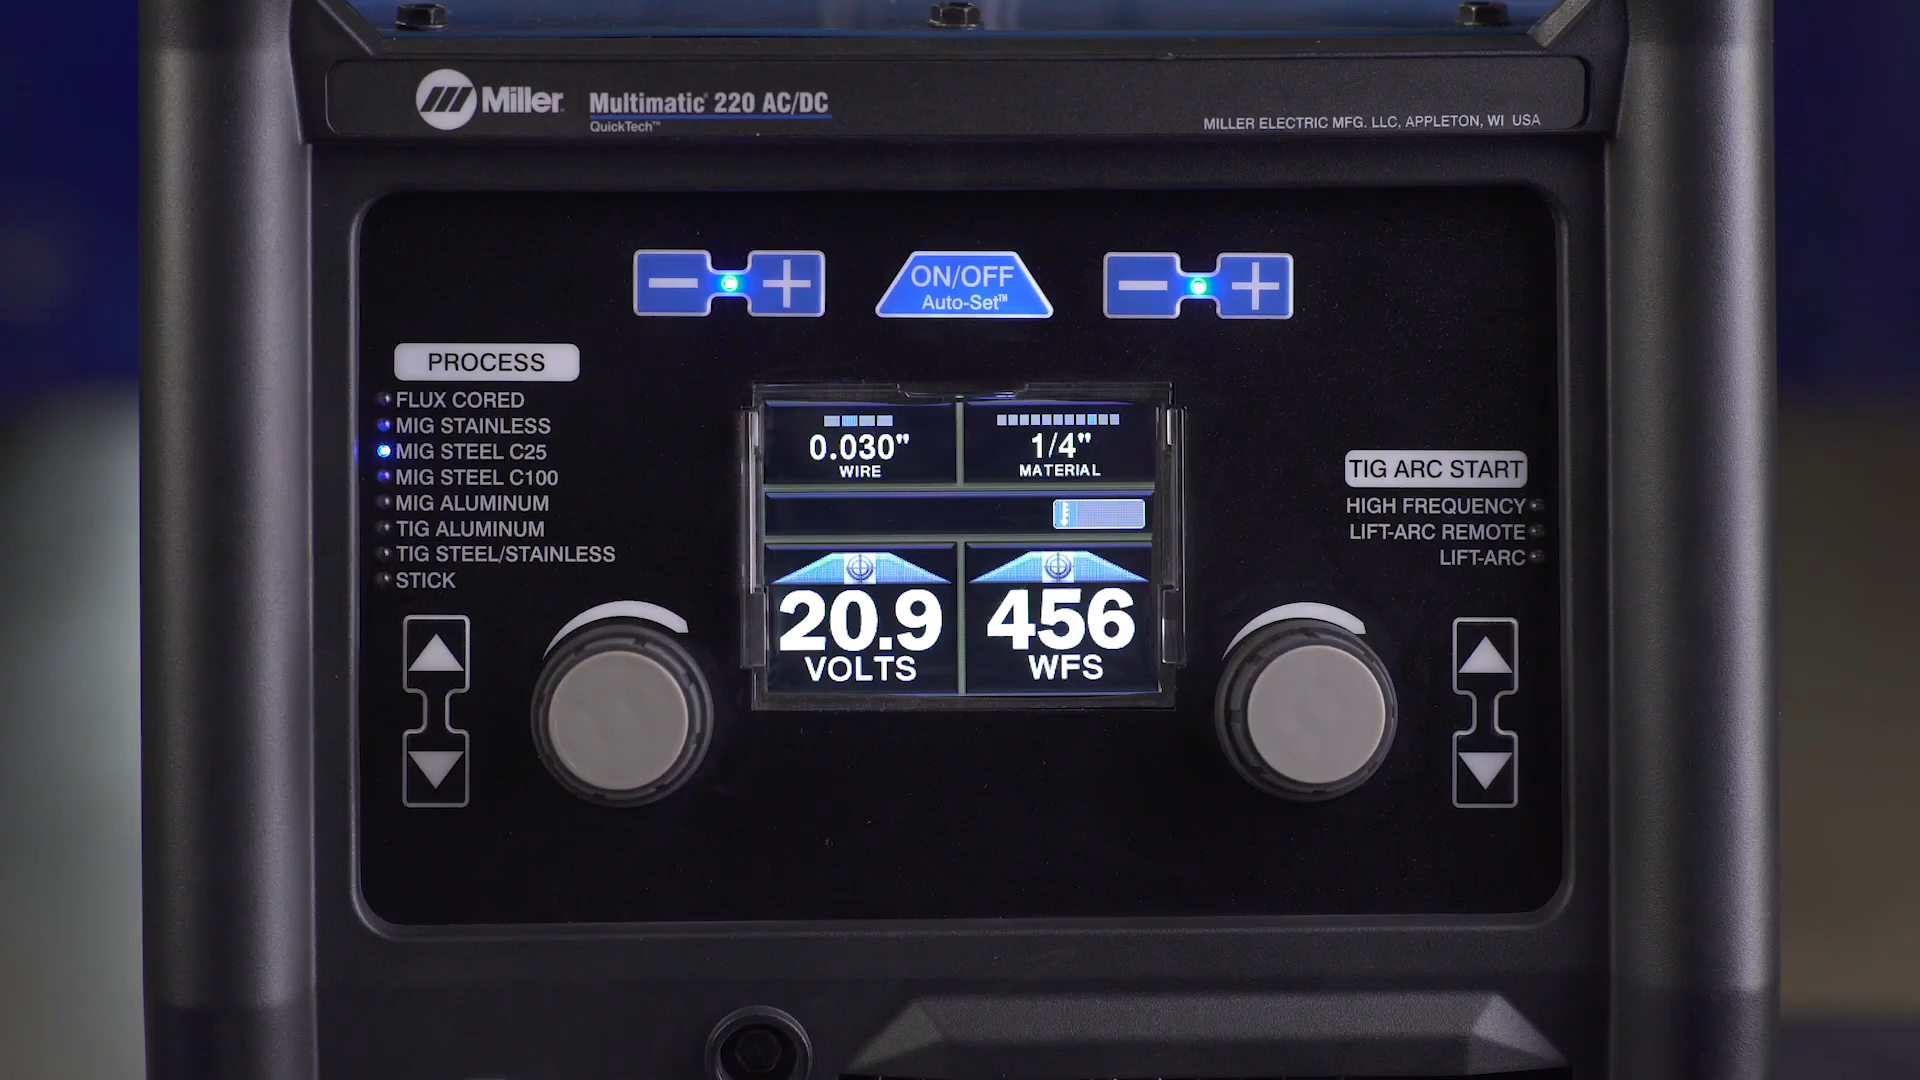 Miller® Multimatic® 220 AC/DC
QuickTech™
MILLER ELECTRIC MFG. LLC, APPLETON, WI USA
ON/OFF
Auto-Set™
PROCESS
FLUX CORED
MIG STAINLESS
MIG STEEL C25
MIG STEEL C100
MIG ALUMINUM
TIG ALUMINUM
TIG STEEL/STAINLESS
STICK
0.030"
WIRE
1/4"
MATERIAL
20.9
VOLTS
456
WFS
TIG ARC START
HIGH FREQUENCY
LIFT-ARC REMOTE
LIFT-ARC